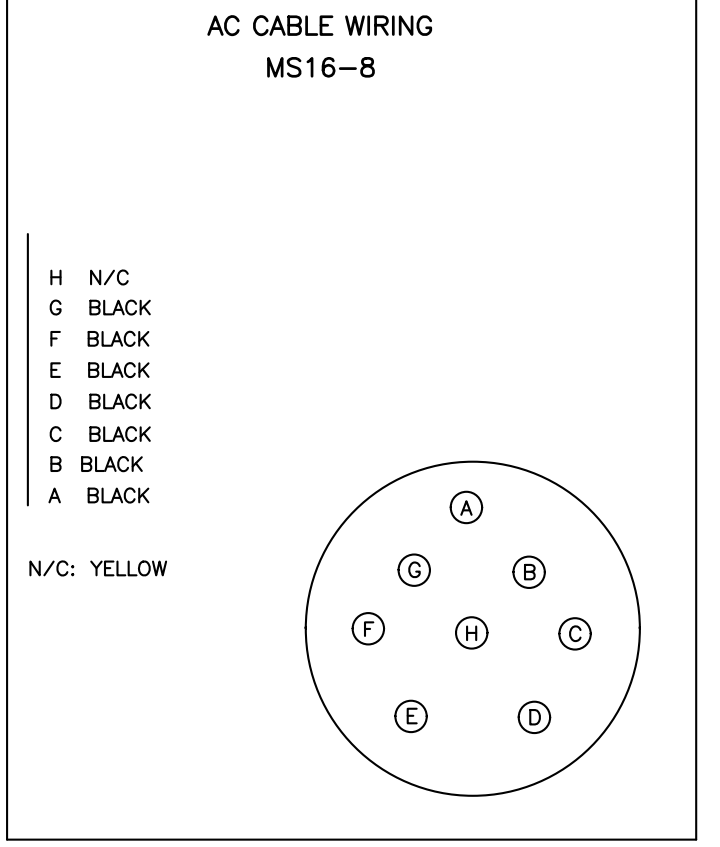 AC CABLE WIRING
MS16-8
H N/C
G BLACK
F BLACK
E BLACK
D BLACK
C BLACK
B BLACK
A BLACK
N/C: YELLOW
A
G B
F H C
E D